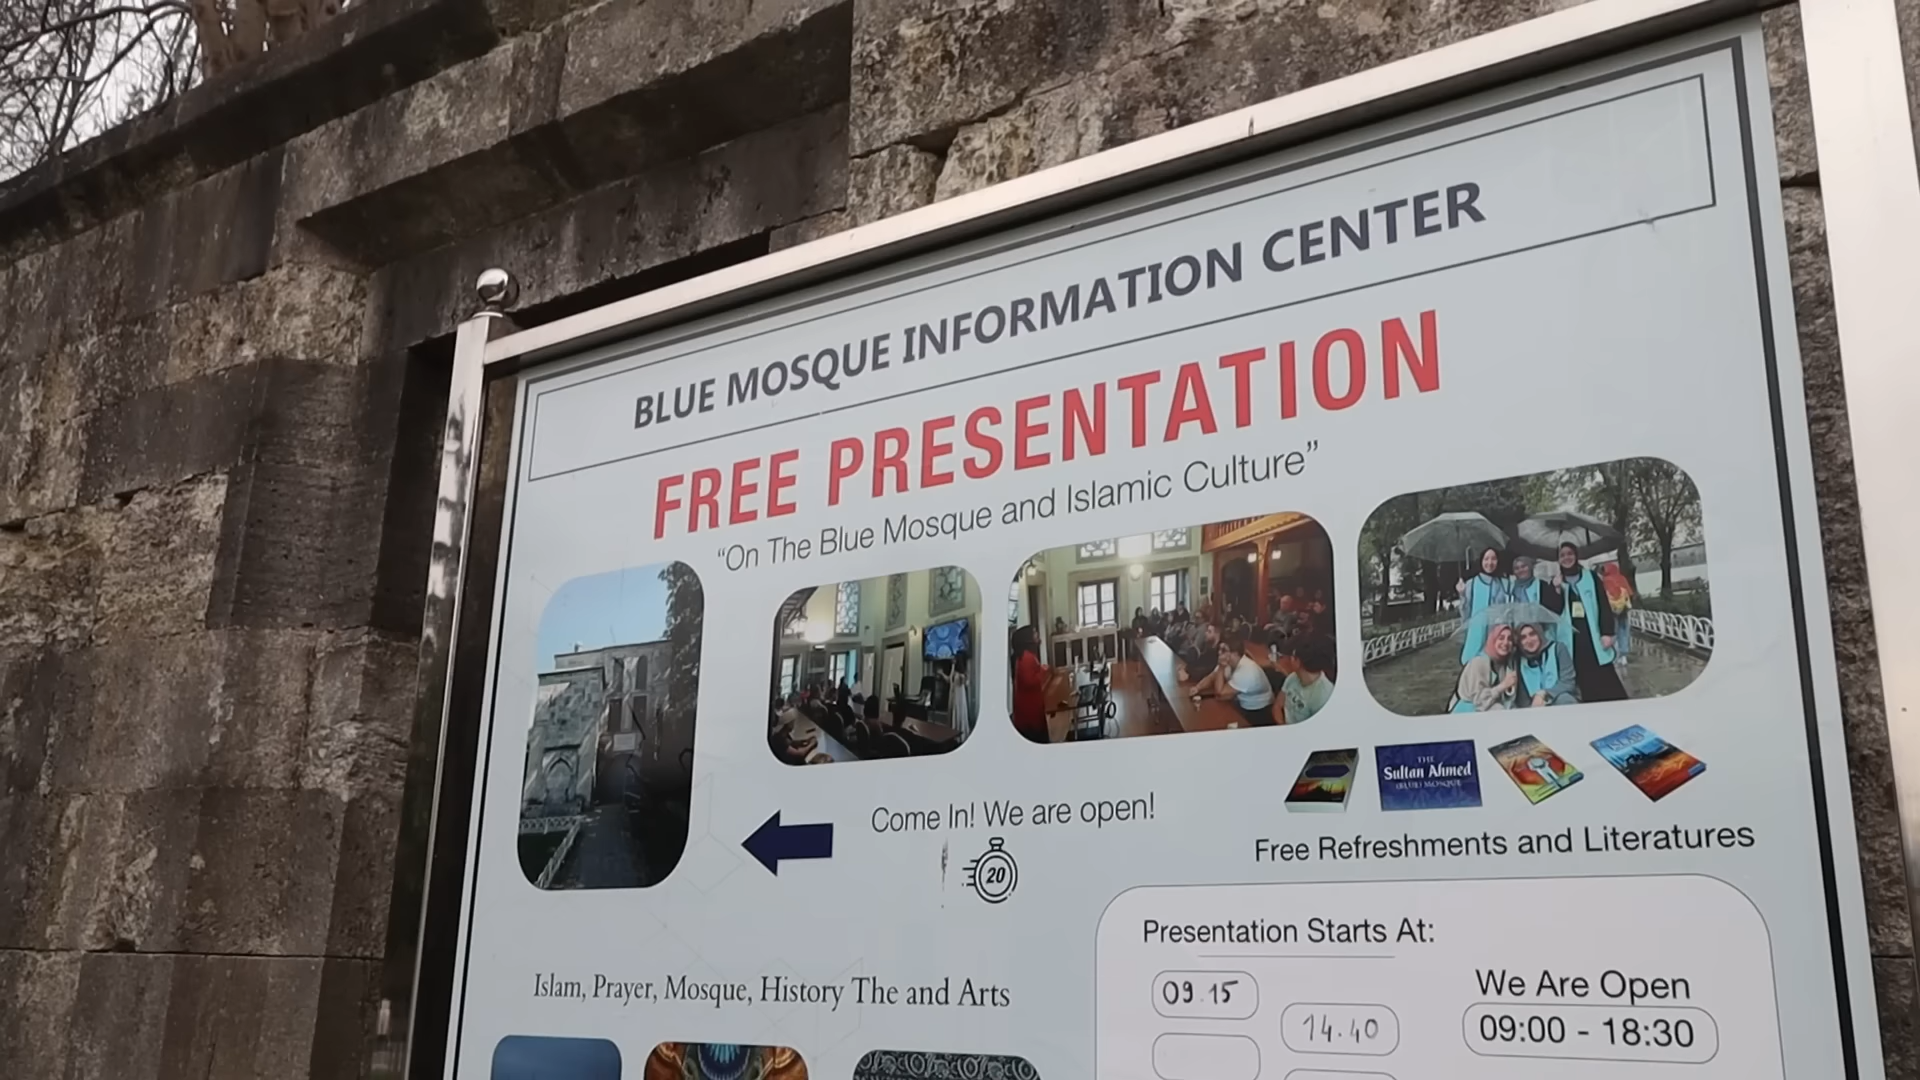 BLUE MOSQUE INFORMATION CENTER
FREE PRESENTATION
“On The Blue Mosque and Islamic Culture”
THE
Sultan Ahmed
(BLUE) MOSQUE
Come In! We are open!
20
Free Refreshments and Literatures
Islam, Prayer, Mosque, History The and Arts
Presentation Starts At:
09.15
14.40
We Are Open
09:00 - 18:30